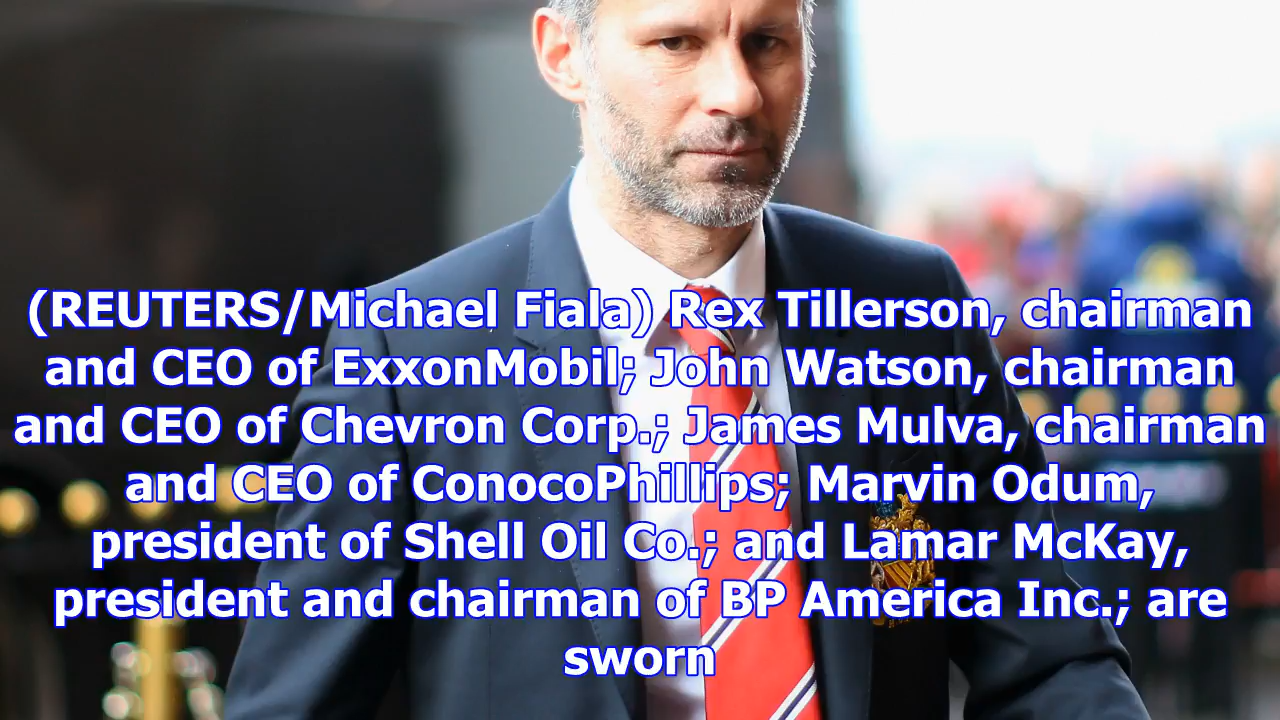 (REUTERS/Michael Fiala) Rex Tillerson, chairman
and CEO of ExxonMobil; John Watson, chairman
and CEO of Chevron Corp.; James Mulva, chairman
and CEO of ConocoPhillips; Marvin Odum,
president of Shell Oil Co.; and Lamar McKay,
president and chairman of BP America Inc.; are
sworn